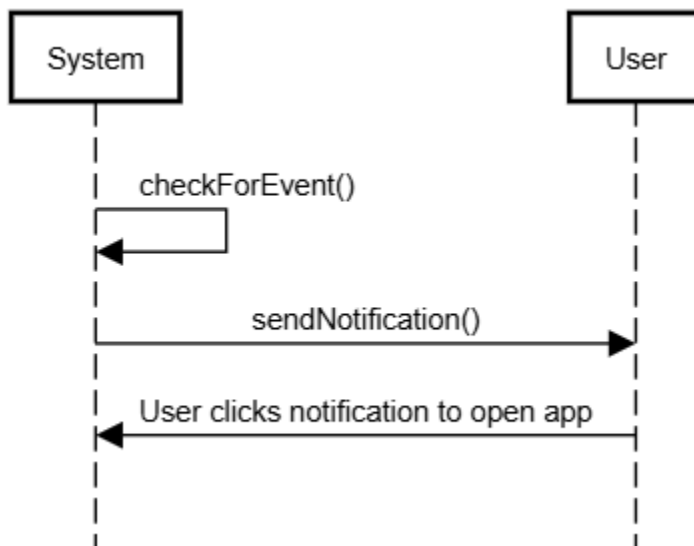 System
User
checkForEvent()
sendNotification()
User clicks notification to open app